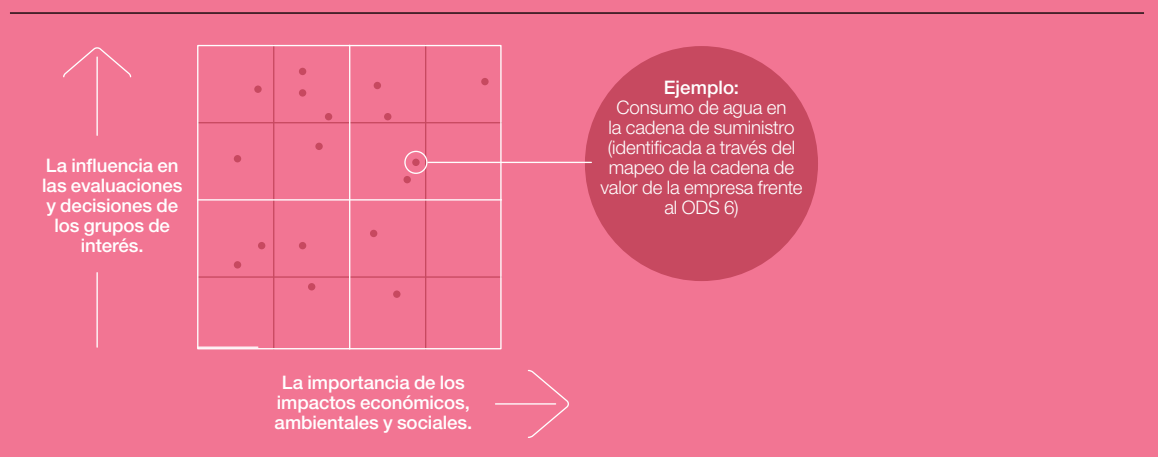 La influencia en
las evaluaciones
y decisiones de
los grupos de
interés.
Ejemplo:
Consumo de agua en
la cadena de suministro
(identificada a través del
mapeo de la cadena de
valor de la empresa frente
al ODS 6)
La importancia de los
impactos económicos,
ambientales y sociales.